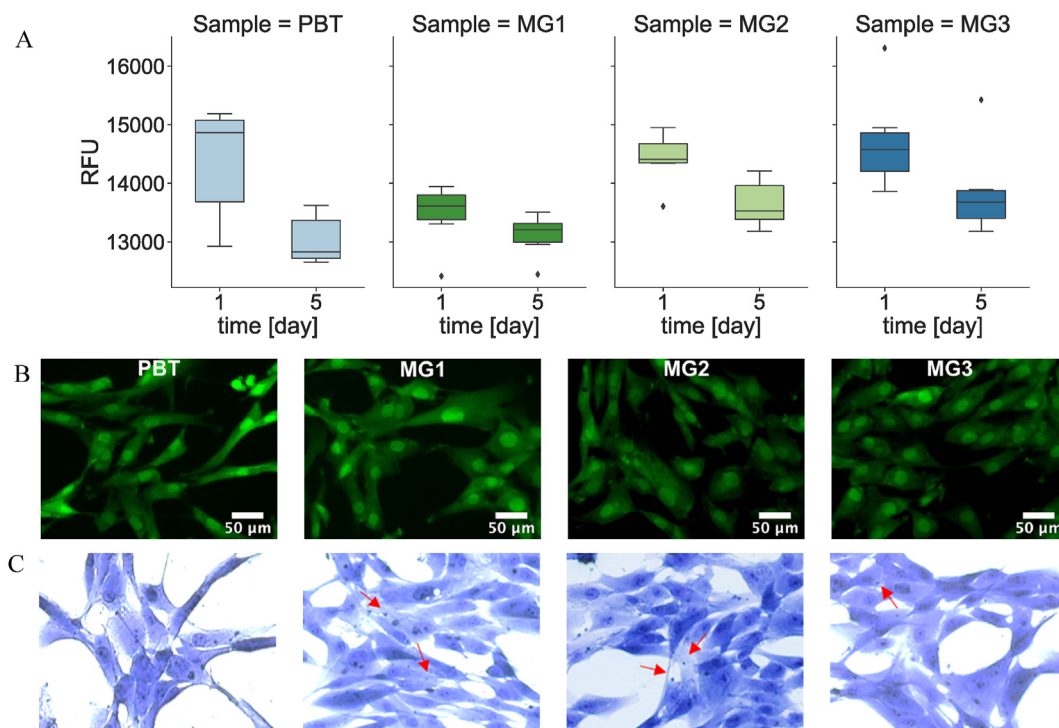 A
Sample = PBT
Sample = MG1
Sample = MG2
Sample = MG3
RFU
16000
15000
14000
13000
1 5
1 5
1 5
1 5
time [day]
time [day]
time [day]
time [day]
B
PBT
MG1
MG2
MG3
50 µm
50 µm
50 µm
50 µm
C